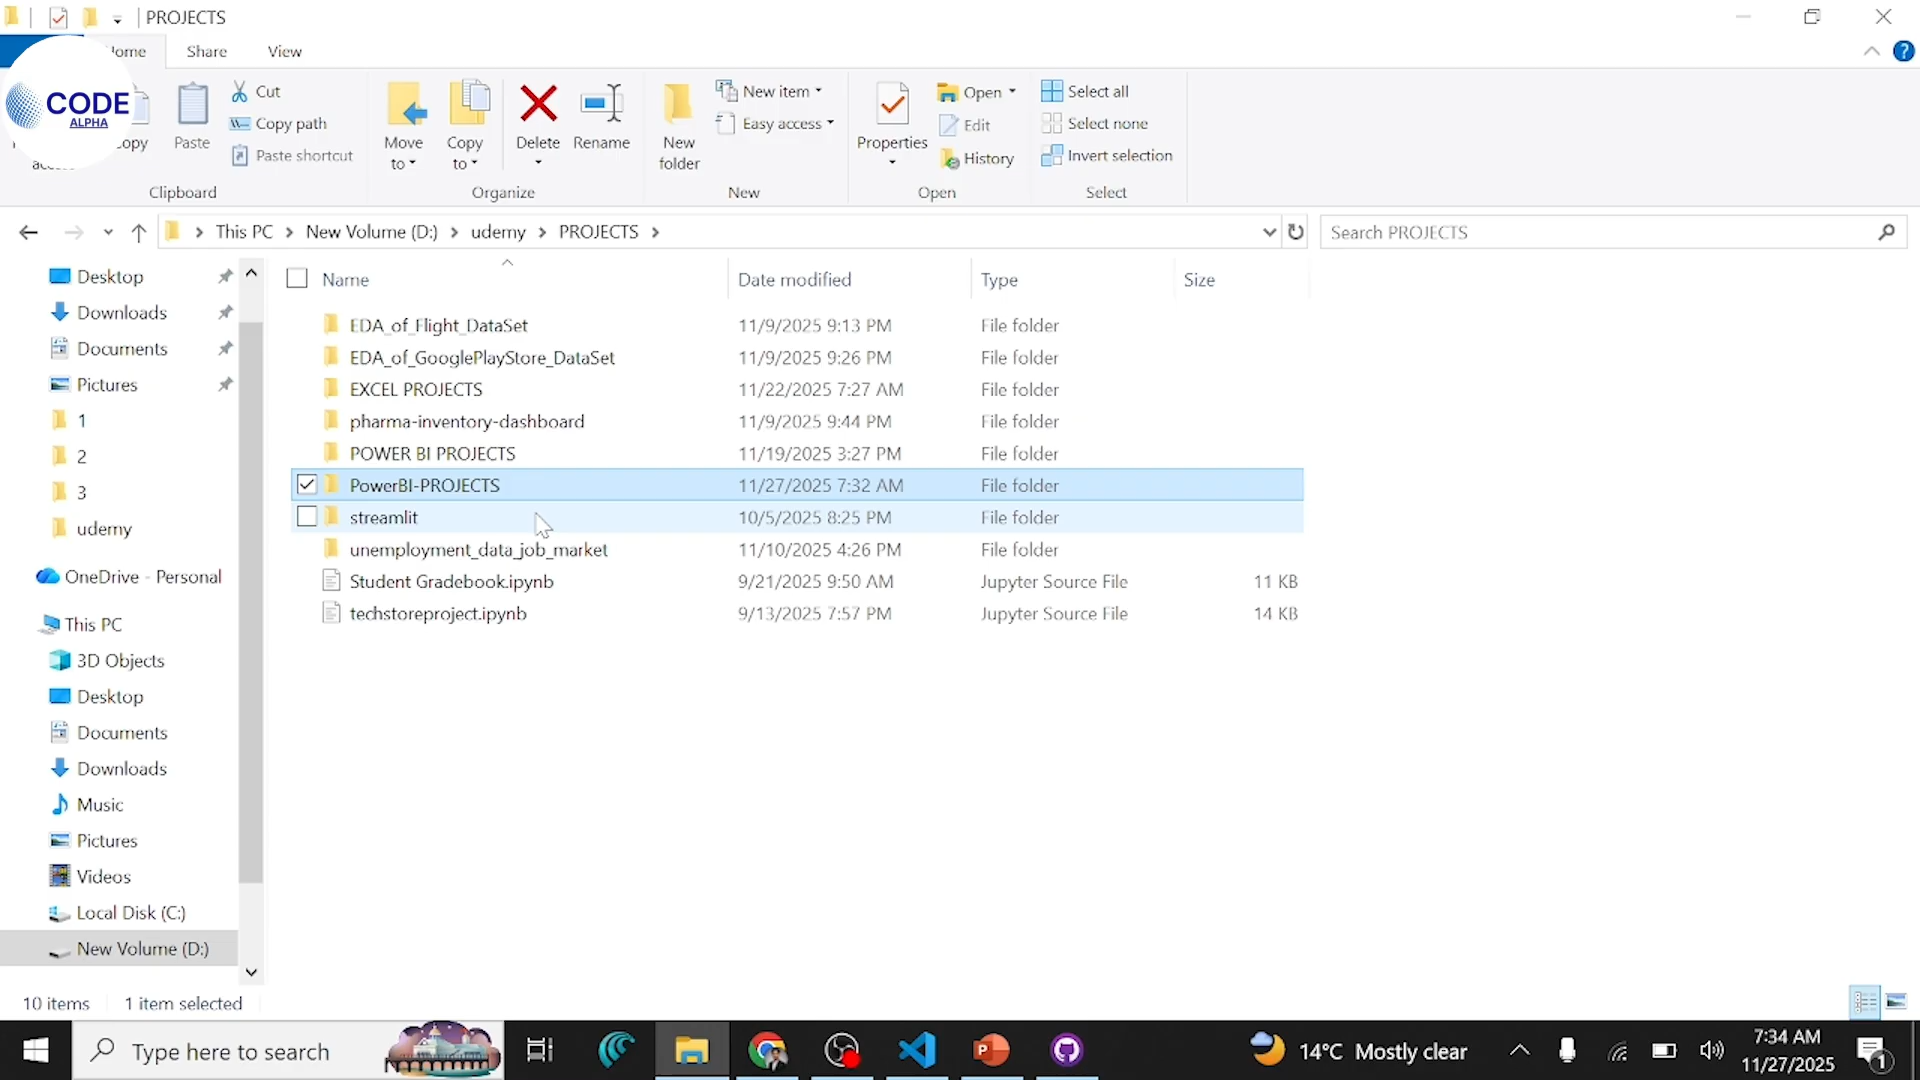 PROJECTS
Home Share View
CODE
ALPHA
Copy
Paste
Cut
Copy path
Paste shortcut
Clipboard
Move to
Copy to
Delete
Rename
Organize
New folder
New item
Easy access
New
Properties
Open
Edit
History
Open
Select all
Select none
Invert selection
Select
This PC > New Volume (D:) > udemy > PROJECTS >
Search PROJECTS
Desktop
Downloads
Documents
Pictures
1
2
3
udemy
OneDrive - Personal
This PC
3D Objects
Desktop
Documents
Downloads
Music
Pictures
Videos
Local Disk (C:)
New Volume (D:)
Name Date modified Type Size
EDA_of_Flight_DataSet 11/9/2025 9:13 PM File folder
EDA_of_GooglePlayStore_DataSet 11/9/2025 9:26 PM File folder
EXCEL PROJECTS 11/22/2025 7:27 AM File folder
pharma-inventory-dashboard 11/9/2025 9:44 PM File folder
POWER BI PROJECTS 11/19/2025 3:27 PM File folder
PowerBI-PROJECTS 11/27/2025 7:32 AM File folder
streamlit 10/5/2025 8:25 PM File folder
unemployment_data_job_market 11/10/2025 4:26 PM File folder
Student Gradebook.ipynb 9/21/2025 9:50 AM Jupyter Source File 11 KB
techstoreproject.ipynb 9/13/2025 7:57 PM Jupyter Source File 14 KB
10 items 1 item selected
Type here to search
14°C Mostly clear
7:34 AM
11/27/2025
1